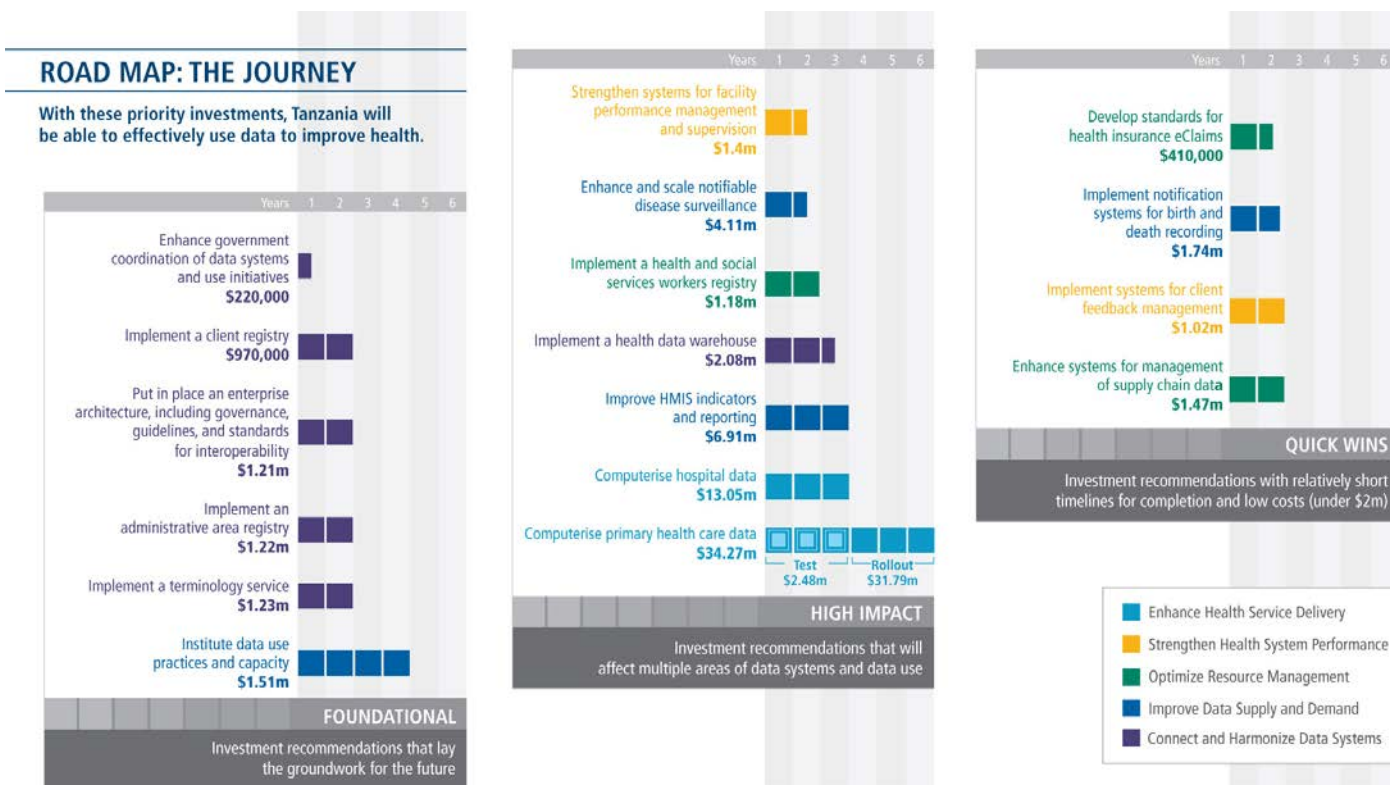 ROAD MAP: THE JOURNEY
With these priority investments, Tanzania will
be able to effectively use data to improve health.
Years 1 2 3 4 5 6
Enhance government
coordination of data systems
and use initiatives
$220,000
Implement a client registry
$970,000
Put in place an enterprise
architecture, including governance,
guidelines, and standards
for interoperability
$1.21m
Implement an
administrative area registry
$1.22m
Implement a terminology service
$1.23m
Institute data use
practices and capacity
$1.51m
FOUNDATIONAL
Investment recommendations that lay
the groundwork for the future
Years 1 2 3 4 5 6
Strengthen systems for facility
performance management
and supervision
$1.4m
Enhance and scale notifiable
disease surveillance
$4.11m
Implement a health and social
services workers registry
$1.18m
Implement a health data warehouse
$2.08m
Improve HMIS indicators
and reporting
$6.91m
Computerise hospital data
$13.05m
Computerise primary health care data
$34.27m
Test
$2.48m
Rollout
$31.79m
HIGH IMPACT
Investment recommendations that will
affect multiple areas of data systems and data use
Years 1 2 3 4 5 6
Develop standards for
health insurance eClaims
$410,000
Implement notification
systems for birth and
death recording
$1.74m
Implement systems for client
feedback management
$1.02m
Enhance systems for management
of supply chain data
$1.47m
QUICK WINS
Investment recommendations with relatively short
timelines for completion and low costs (under $2m)
Enhance Health Service Delivery
Strengthen Health System Performance
Optimize Resource Management
Improve Data Supply and Demand
Connect and Harmonize Data Systems